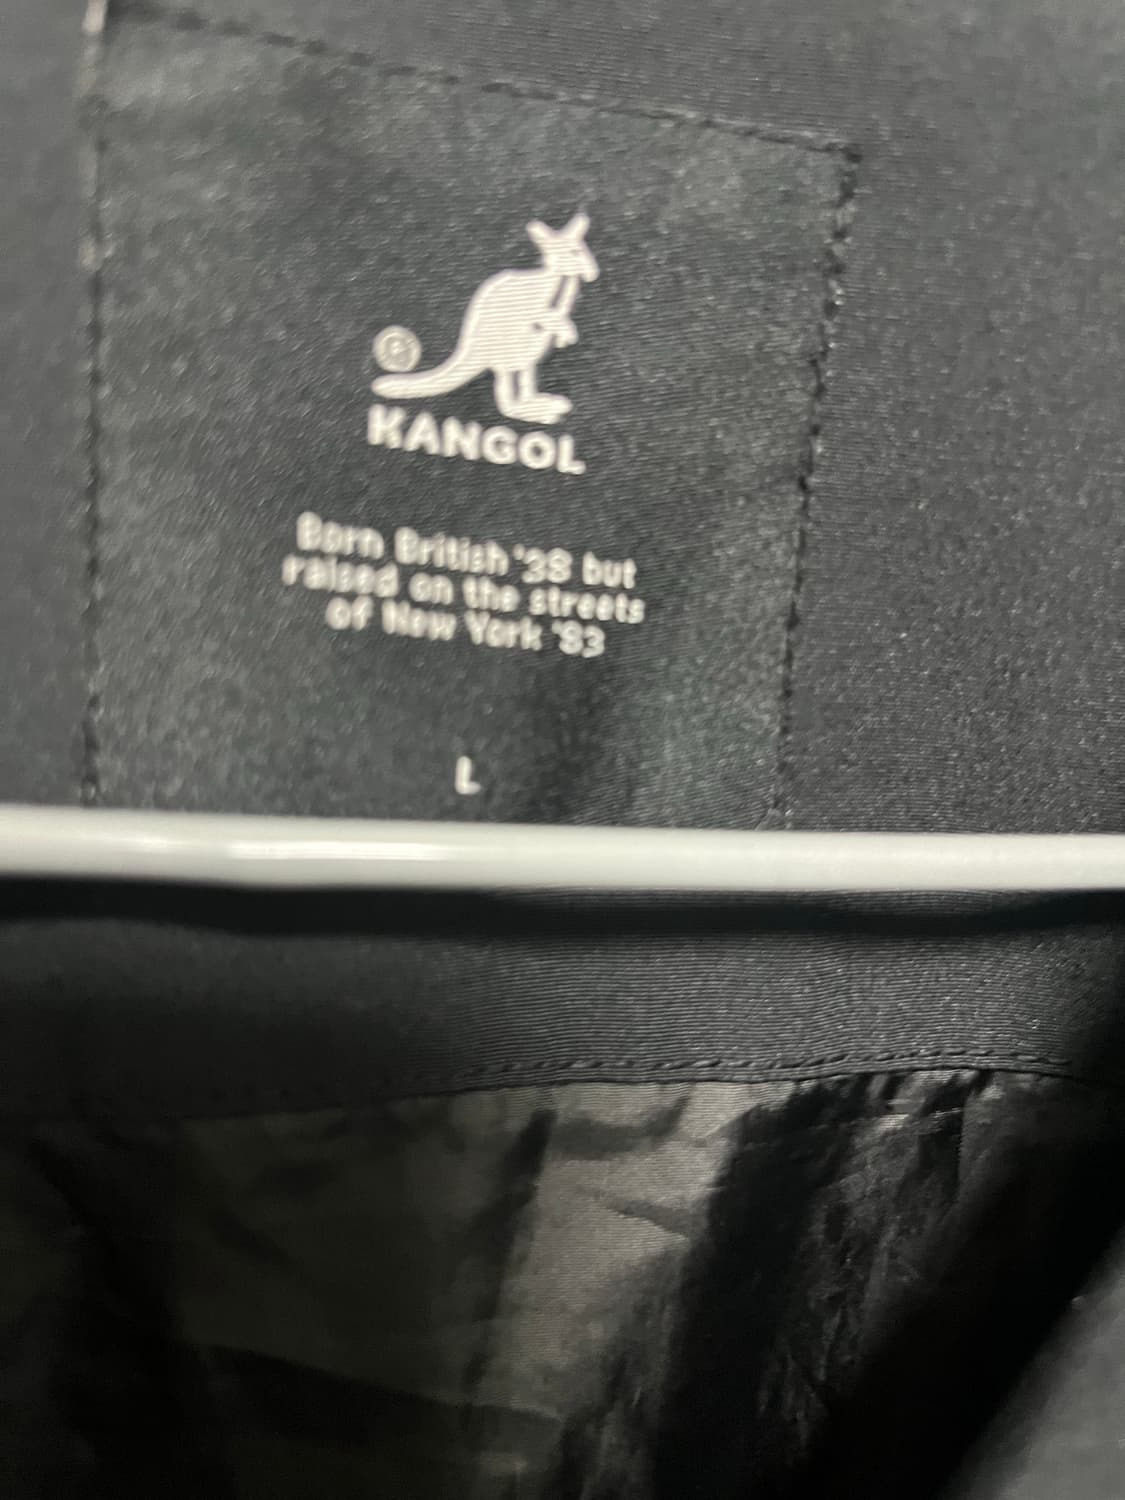 ®
KANGOL
Born British '38 but
raised on the streets
of New York '83
L